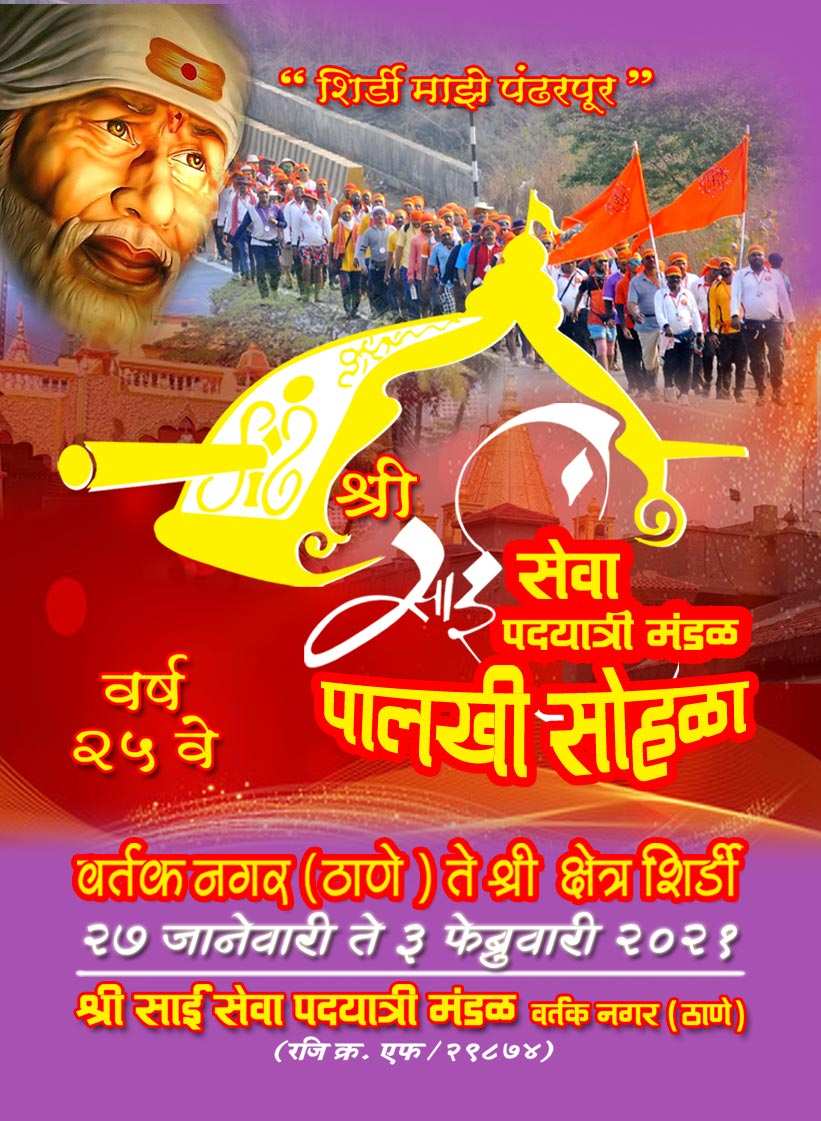 “ शिर्डी माझे पंढरपूर ”
श्री
साई सेवा
पदयात्री मंडळ
पालखी सोहळा
वर्ष
२५ वे
वर्तक नगर (ठाणे) ते श्री क्षेत्र शिर्डी
२७ जानेवारी ते ३ फेब्रुवारी २०२१
श्री साई सेवा पदयात्री मंडळ वर्तक नगर (ठाणे)
(रजि क्र. एफ / २९८७४)